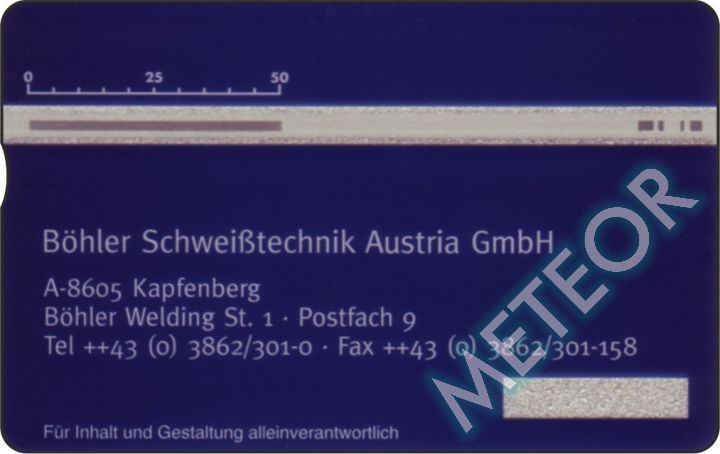 0 25 50
Böhler Schweißtechnik Austria GmbH
A-8605 Kapfenberg
Böhler Welding St. 1 · Postfach 9
Tel ++43 (0) 3862/301-0 · Fax ++43 (0) 3862/301-158
METEOR
Für Inhalt und Gestaltung alleinverantwortlich